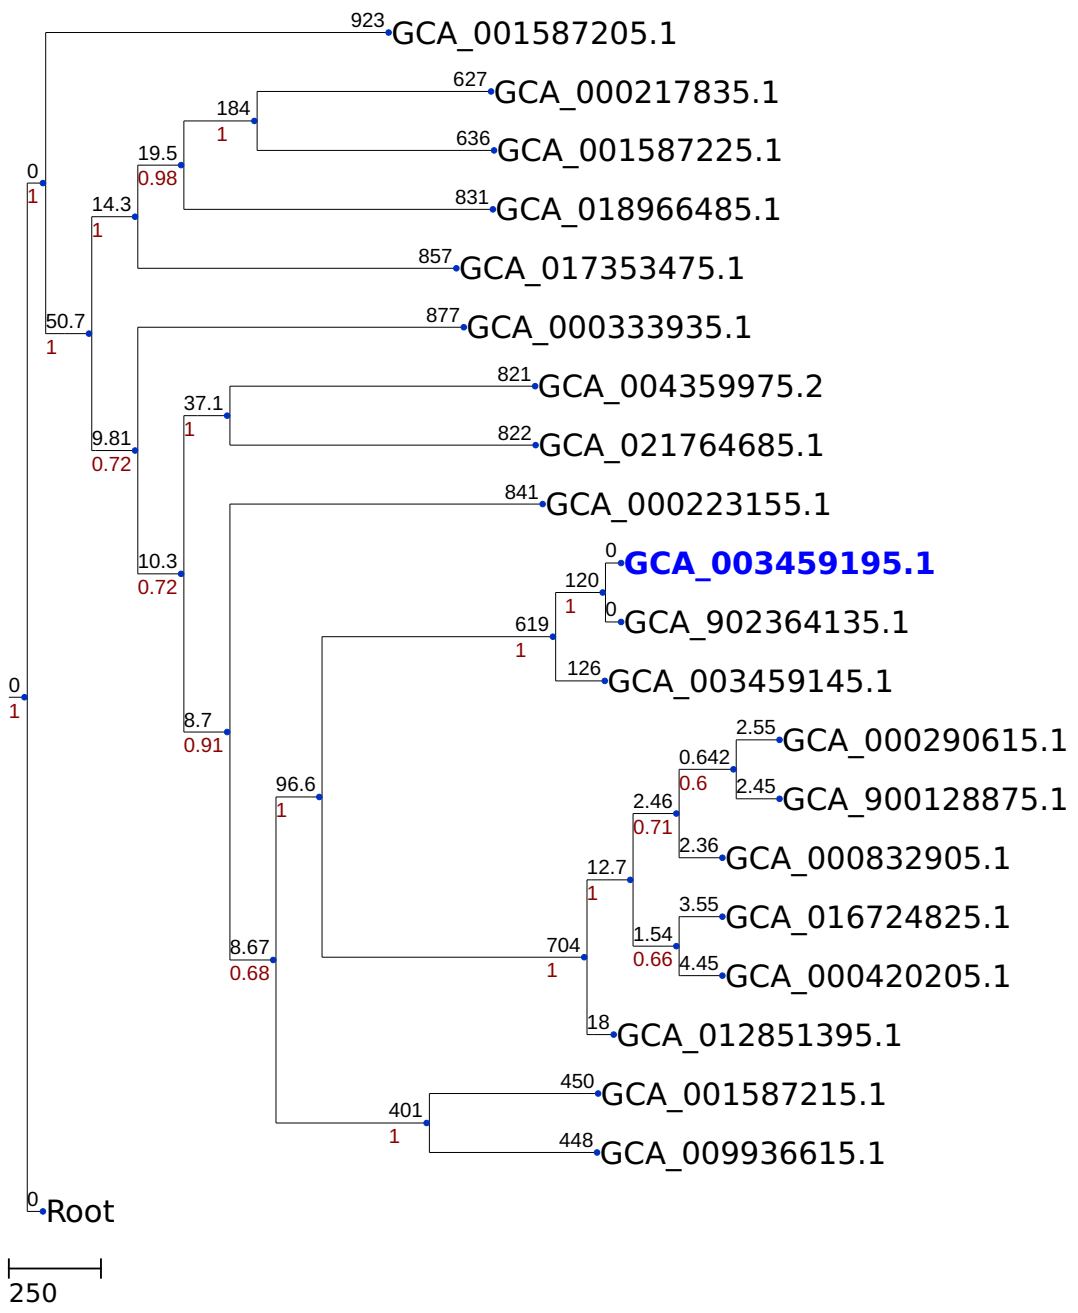 923 GCA_001587205.1
627 GCA_000217835.1
184
1
636 GCA_001587225.1
19.5
0.98
0
1
14.3
1
831 GCA_018966485.1
857 GCA_017353475.1
50.7
1
877 GCA_000333935.1
821 GCA_004359975.2
37.1
1
9.81
0.72
822 GCA_021764685.1
841 GCA_000223155.1
10.3
0.72
0 GCA_003459195.1
120
1
0 GCA_902364135.1
619
1
126 GCA_003459145.1
0
1
8.7
0.91
2.55 GCA_000290615.1
0.642
0.6
2.45 GCA_900128875.1
96.6
1
2.46
0.71
2.36 GCA_000832905.1
12.7
1
3.55 GCA_016724825.1
1.54
0.66
8.67
0.68
704
1
4.45 GCA_000420205.1
18 GCA_012851395.1
450 GCA_001587215.1
401
1
448 GCA_009936615.1
0 Root
250